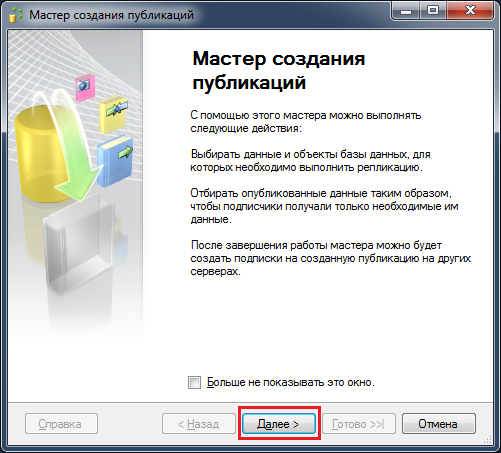 Мастер создания публикаций
Мастер создания
публикаций
С помощью этого мастера можно выполнять
следующие действия:
Выбирать данные и объекты базы данных, для
которых необходимо выполнить репликацию.
Отбирать опубликованные данные таким образом,
чтобы подписчики получали только необходимые им
данные.
После завершения работы мастера можно будет
создать подписки на созданную публикацию на других
серверах.
Больше не показывать это окно.
Справка
< Назад
Далее >
Готово >>|
Отмена